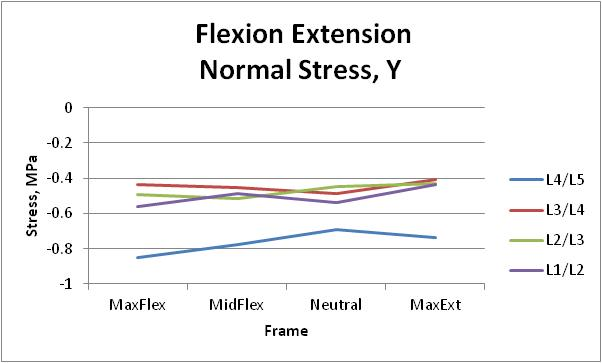 Flexion Extension
Normal Stress, Y
0
-0.2
-0.4
-0.6
-0.8
-1
Stress, MPa
MaxFlex MidFlex Neutral MaxExt
Frame
L4/L5
L3/L4
L2/L3
L1/L2